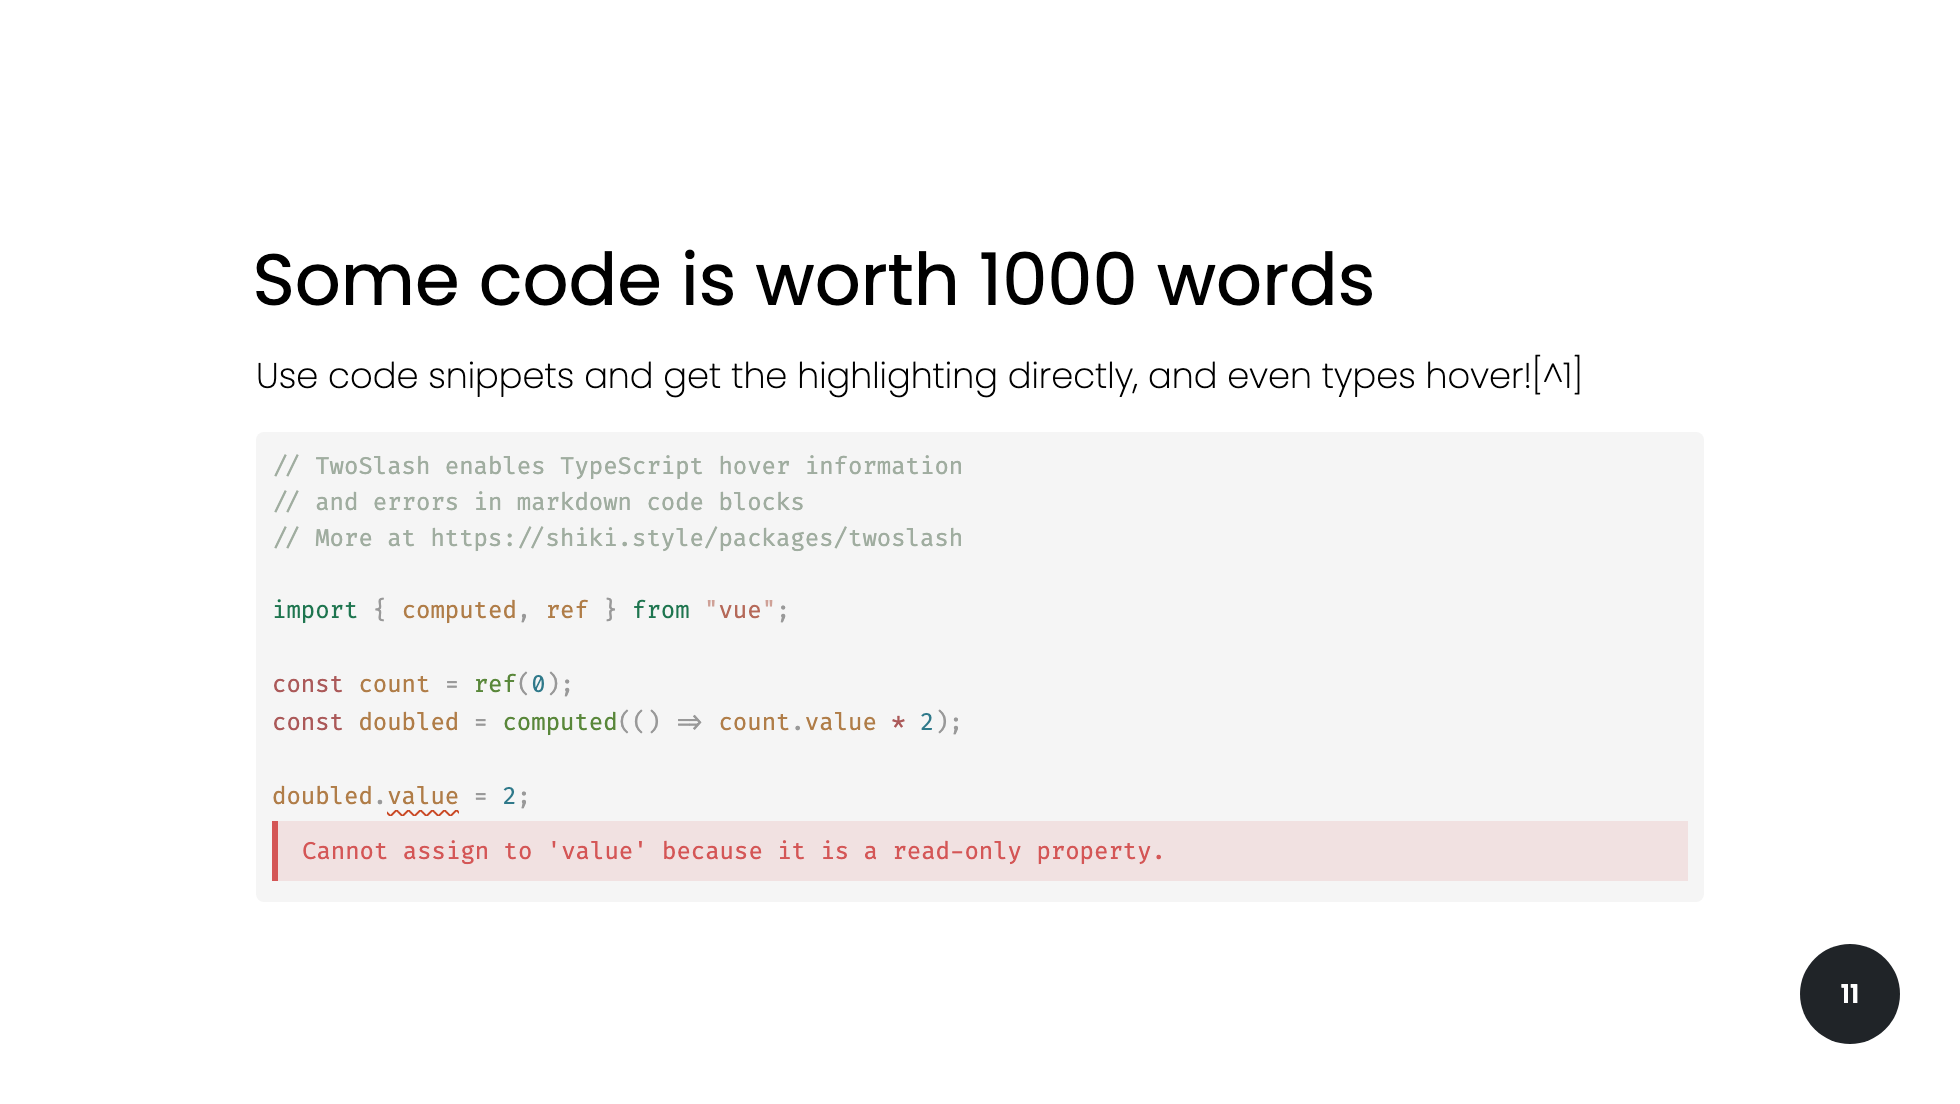 Some code is worth 1000 words
Use code snippets and get the highlighting directly, and even types hover![^1]
// TwoSlash enables TypeScript hover information
// and errors in markdown code blocks
// More at https://shiki.style/packages/twoslash
import { computed, ref } from "vue";
const count = ref(0);
const doubled = computed(() => count.value * 2);
doubled.value = 2;
Cannot assign to 'value' because it is a read-only property.
11